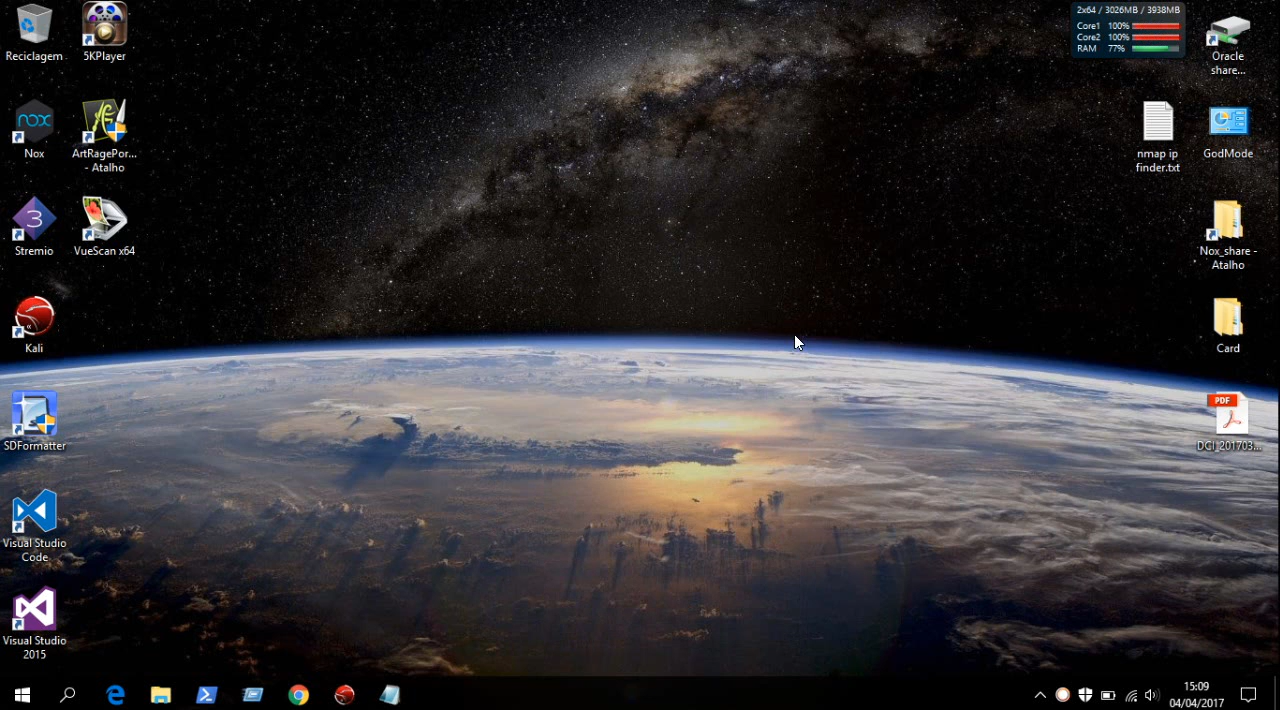 Reciclagem
5KPlayer
Nox
ArtRagePor...
- Atalho
3
Stremio
VueScan x64
Kali
SDFormatter
Visual Studio
Code
Visual Studio
2015
2x64 / 3026MB / 3938MB
Core1 100%
Core2 100%
RAM 77%
Oracle
share...
nmap ip
finder.txt
GodMode
Nox_share -
Atalho
Card
PDF
DCI_201703...
15:09
04/04/2017